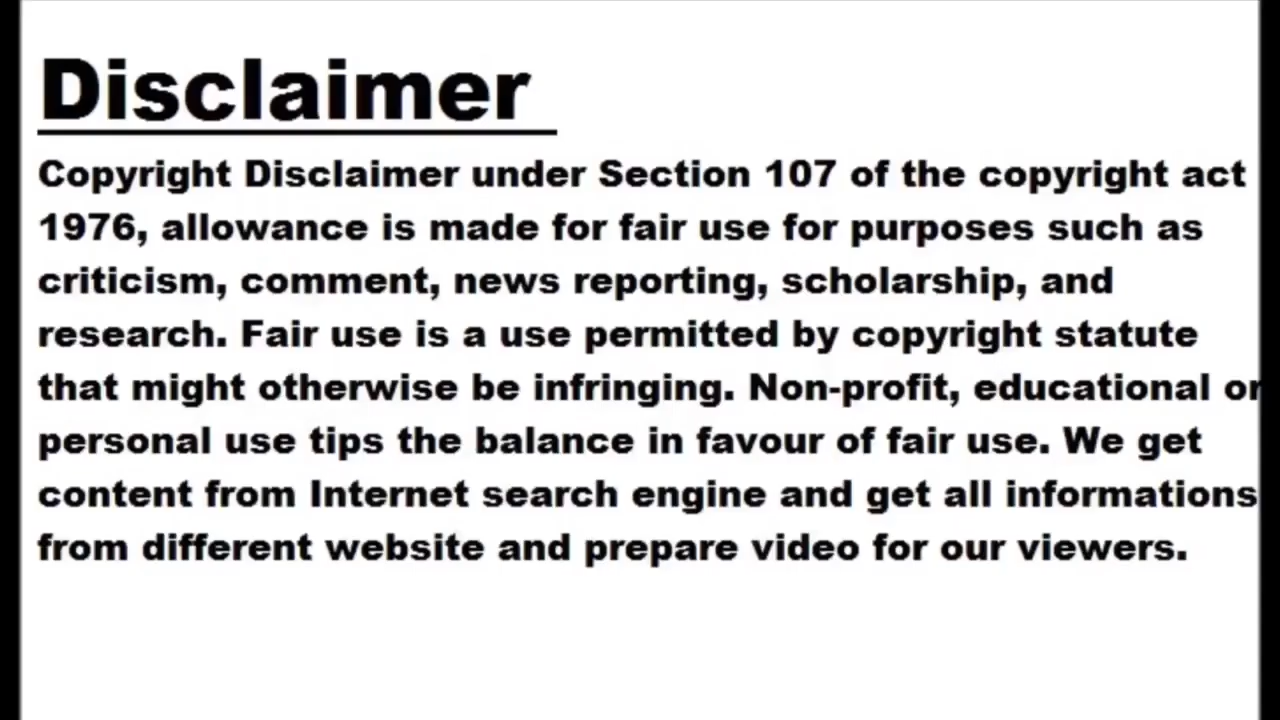 Disclaimer
Copyright Disclaimer under Section 107 of the copyright act
1976, allowance is made for fair use for purposes such as
criticism, comment, news reporting, scholarship, and
research. Fair use is a use permitted by copyright statute
that might otherwise be infringing. Non-profit, educational or
personal use tips the balance in favour of fair use. We get
content from Internet search engine and get all informations
from different website and prepare video for our viewers.